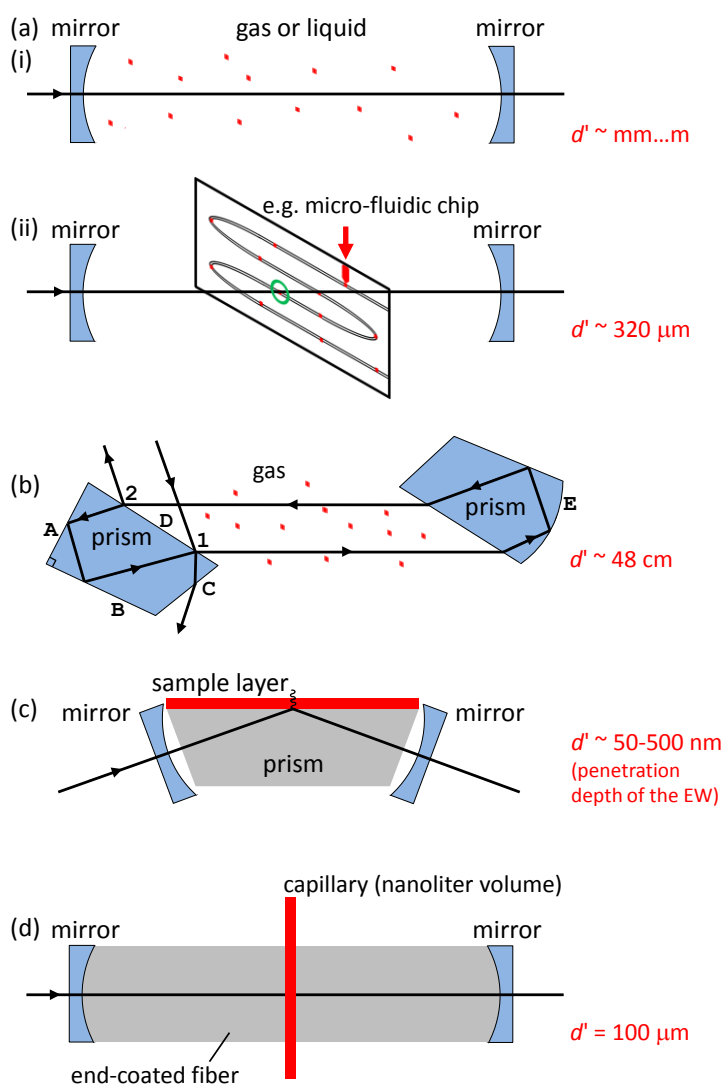 (a)
mirror
gas or liquid
mirror
(i)
d' ~ mm...m
(ii)
mirror
e.g. micro-fluidic chip
mirror
d' ~ 320 μm
(b)
2
gas
A
D
prism
prism
E
1
B
C
d' ~ 48 cm
(c)
sample layer
mirror
mirror
prism
d' ~ 50-500 nm
(penetration
depth of the EW)
capillary (nanoliter volume)
(d)
mirror
mirror
d' = 100 μm
end-coated fiber